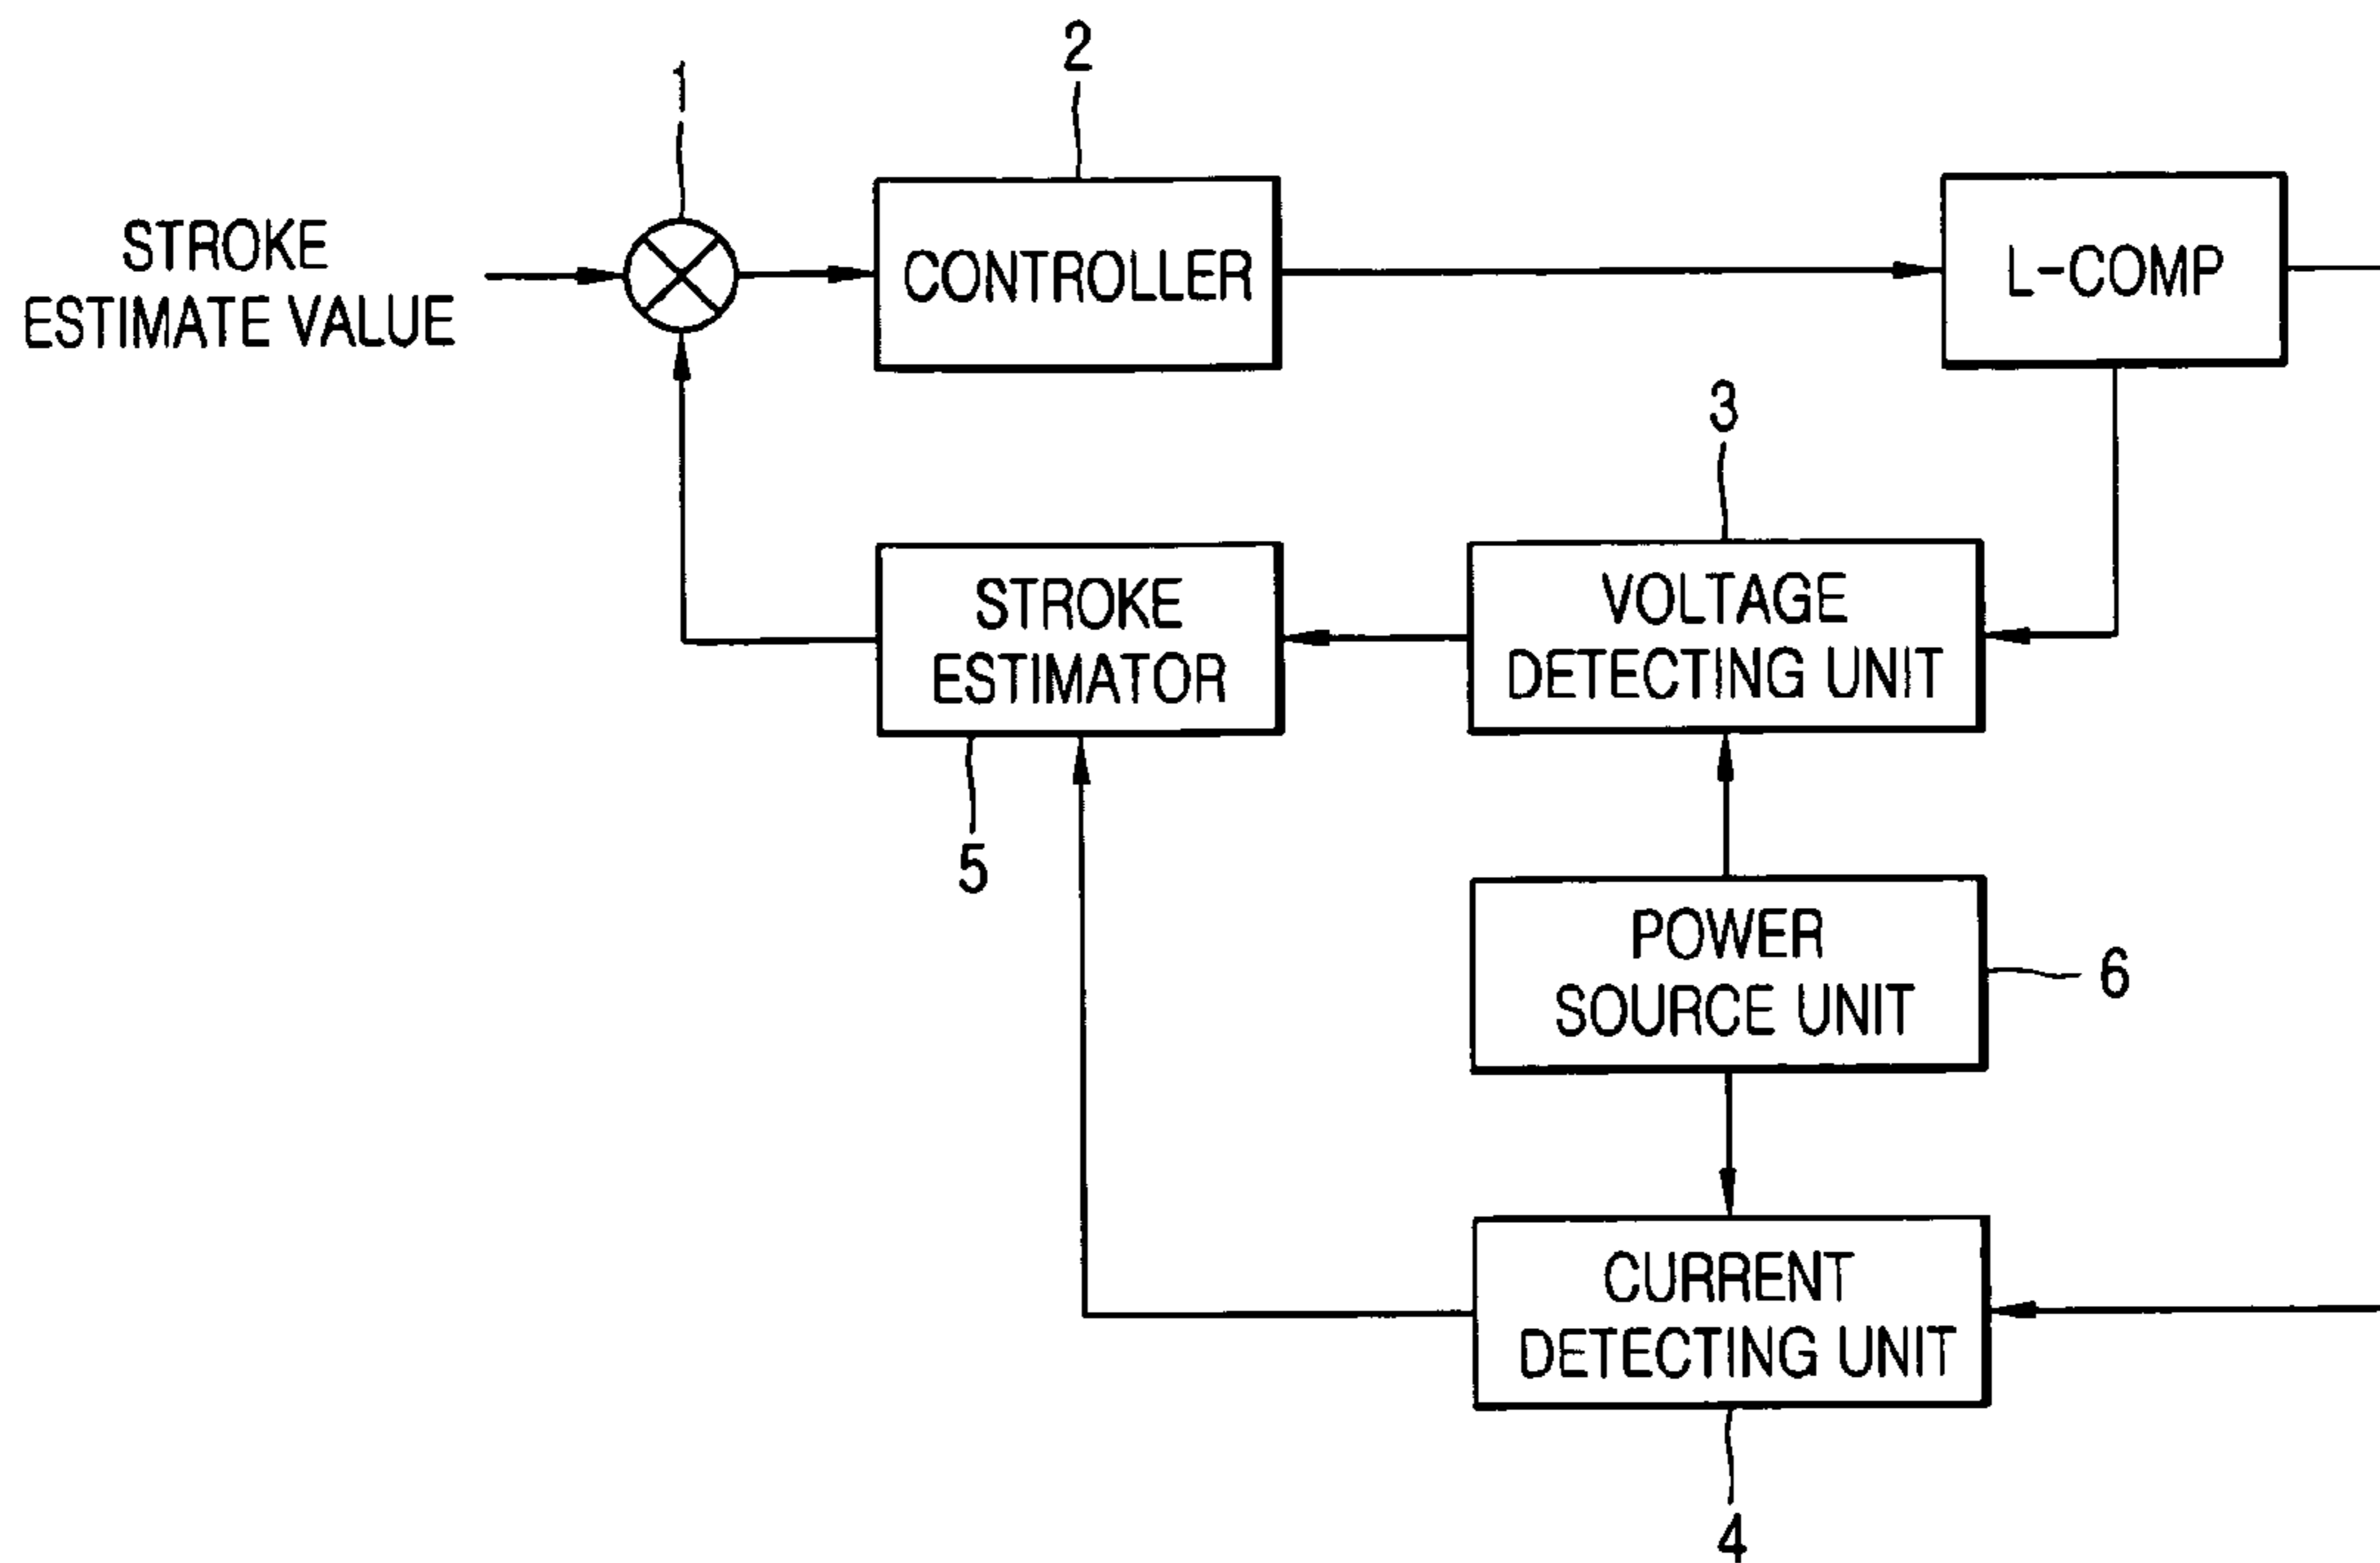 1
2
STROKE
ESTIMATE VALUE
CONTROLLER
L-COMP
3
STROKE
ESTIMATOR
VOLTAGE
DETECTING UNIT
5
POWER
SOURCE UNIT
6
CURRENT
DETECTING UNIT
4